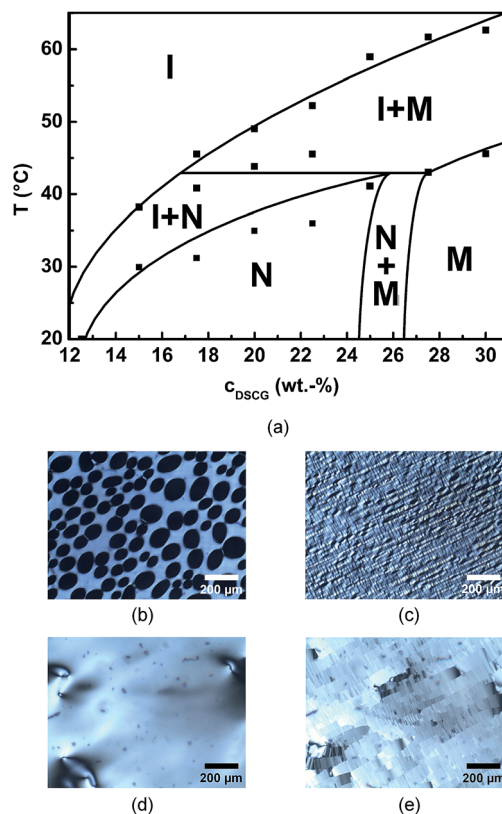 (a)
60
50
40
30
20
T (°C)
I
I+M
I+N
N
N
+
M
M
12 14 16 18 20 22 24 26 28 30
c_DSCG (wt.-%)
(a)
200 µm
200 µm
(b) (c)
200 µm
200 µm
(d) (e)